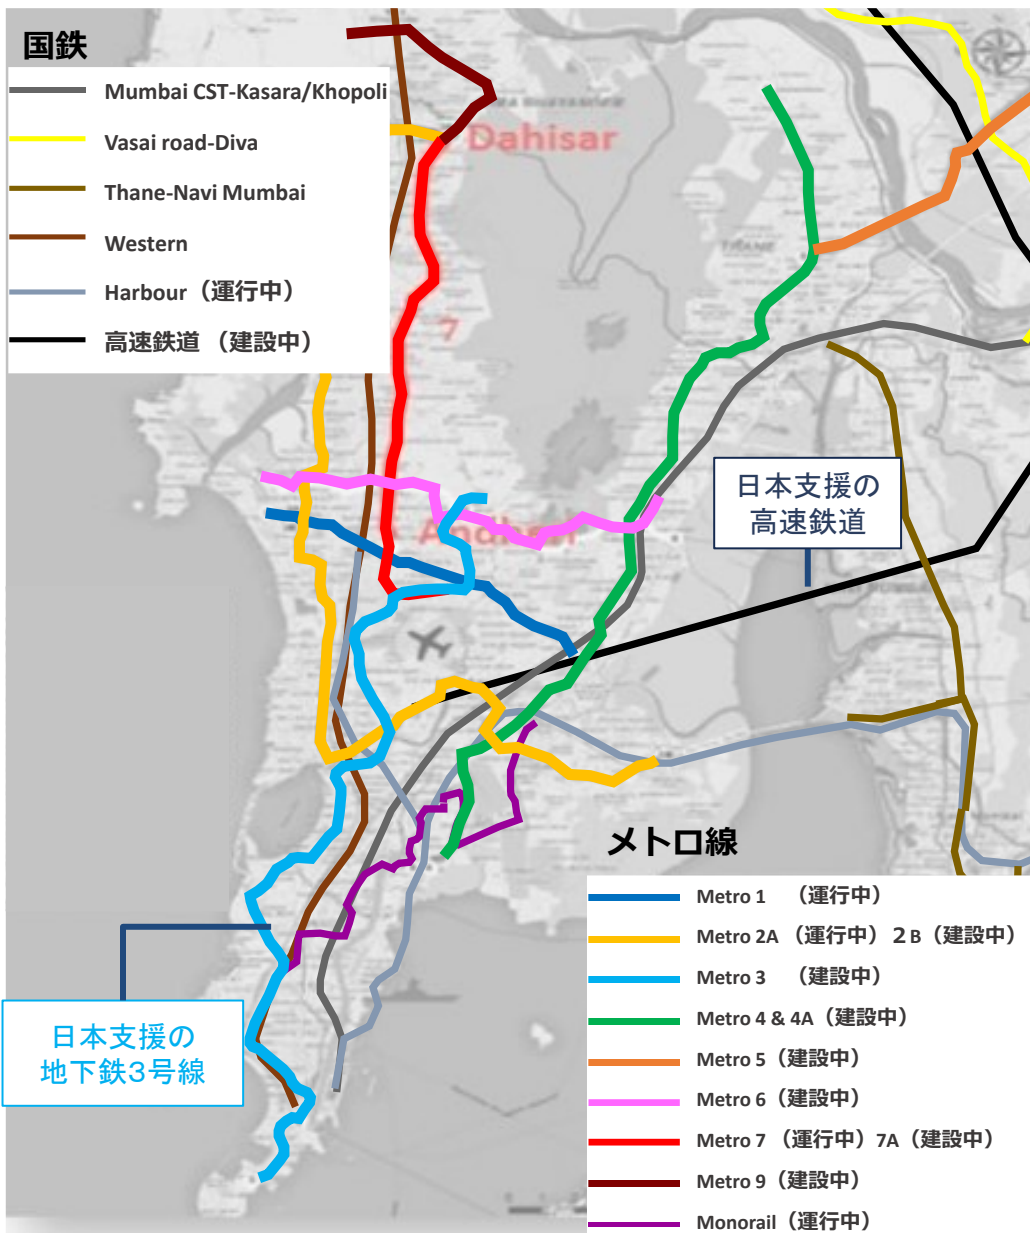 国鉄
Mumbai CST-Kasara/Khopoli
Vasai road-Diva
Thane-Navi Mumbai
Western
Harbour（運行中）
高速鉄道 （建設中）
Dahisar
7
THANE
Andheri
日本支援の
高速鉄道
日本支援の
地下鉄3号線
メトロ線
Metro 1 （運行中）
Metro 2A （運行中）２B（建設中）
Metro 3 （建設中）
Metro 4 & 4A（建設中）
Metro 5（建設中）
Metro 6（建設中）
Metro 7 （運行中）7A（建設中）
Metro 9（建設中）
Monorail（運行中）